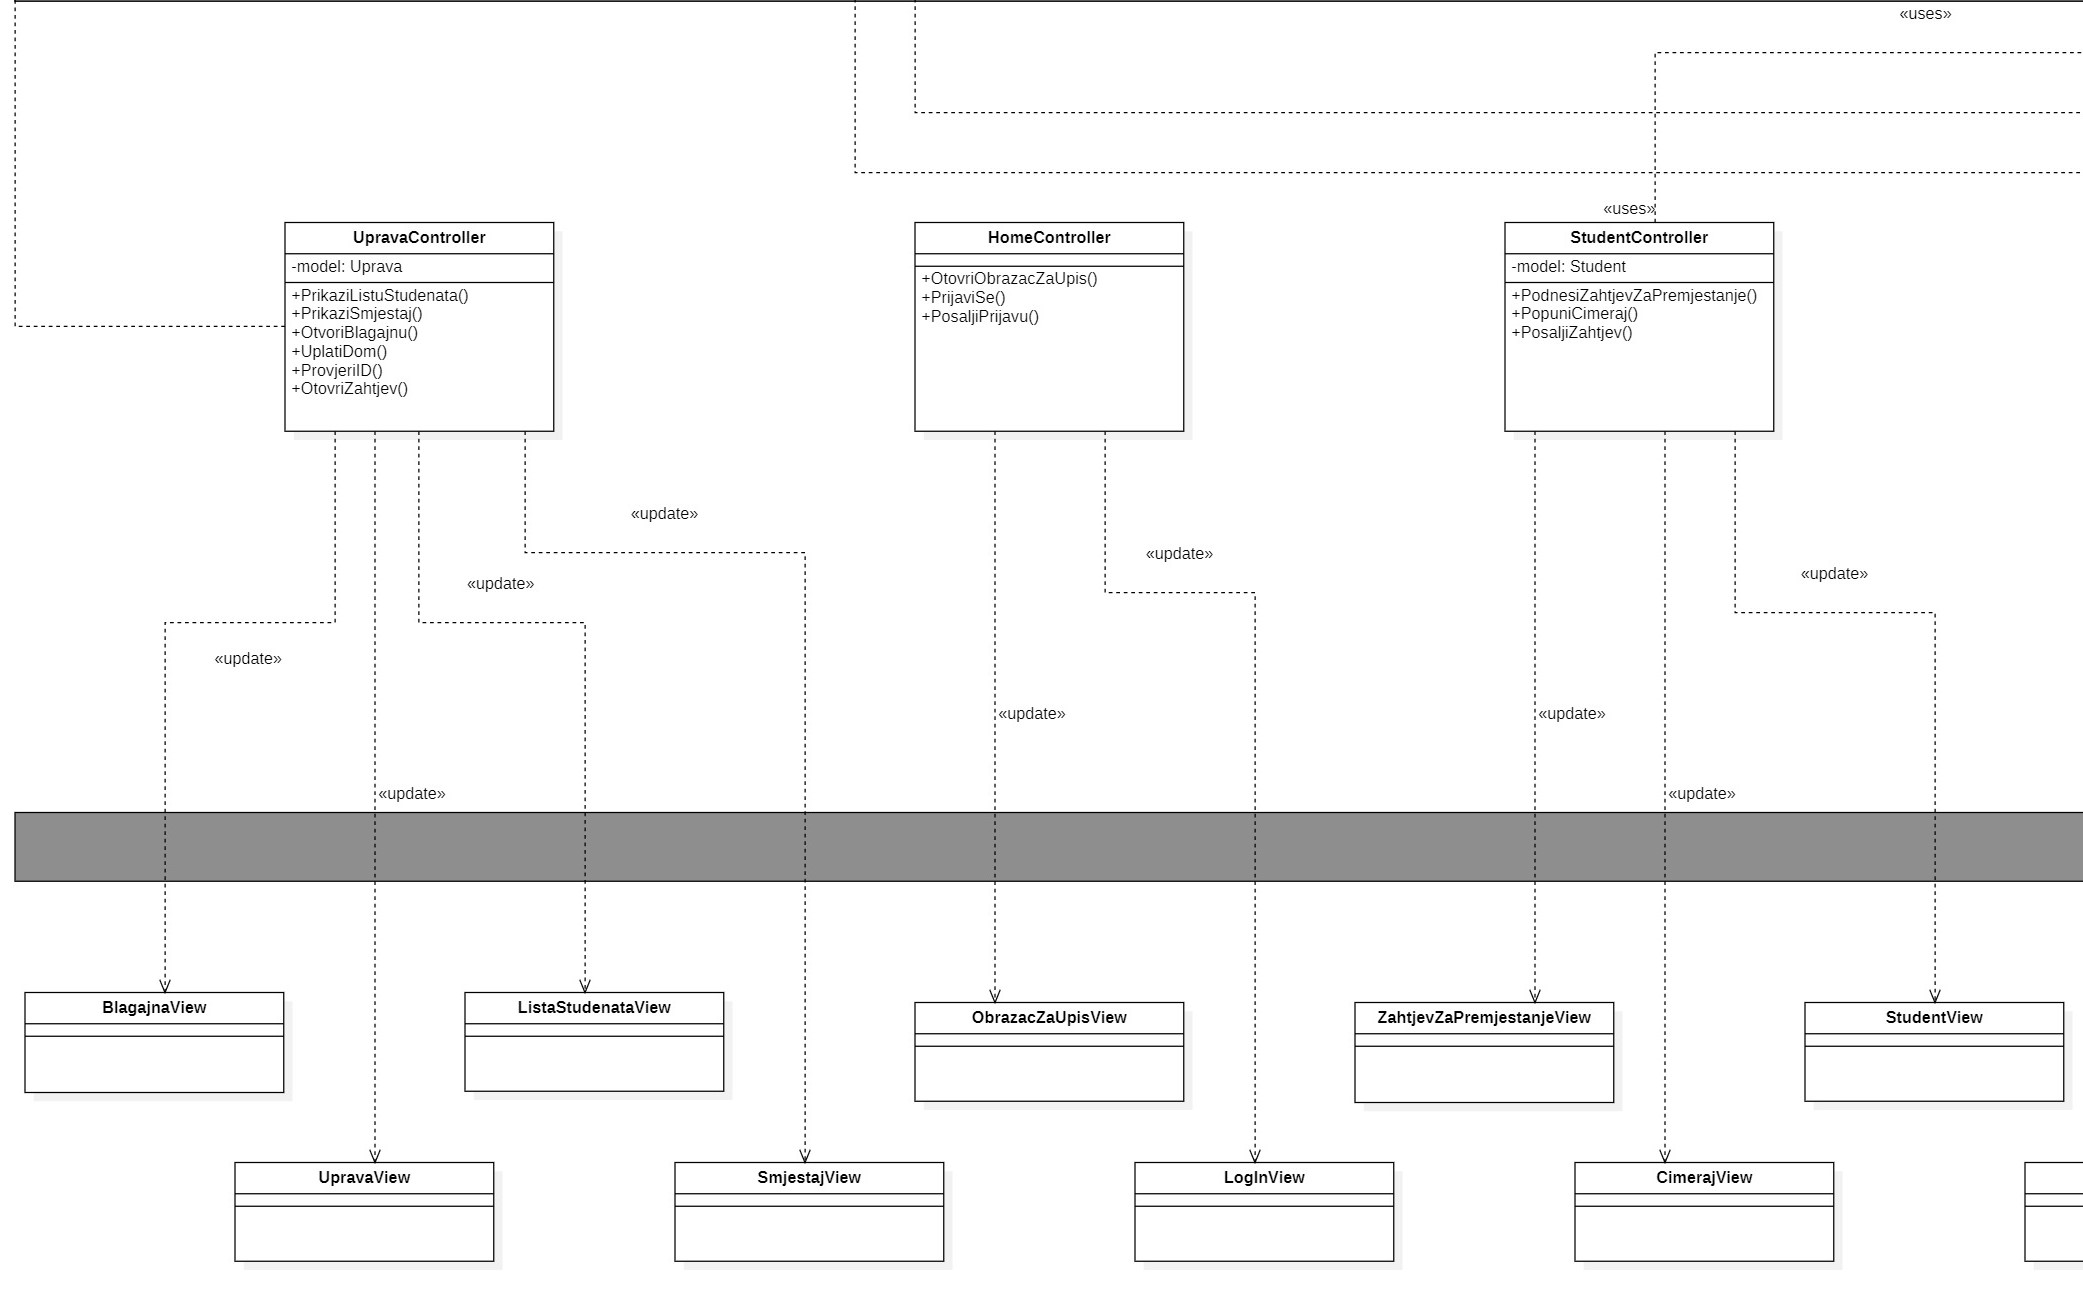 «uses»
«uses»
UpravaController
-model: Uprava
+PrikaziListuStudenata()
+PrikaziSmjestaj()
+OtvoriBlagajnu()
+UplatiDom()
+ProvjeriID()
+OtovriZahtjev()
HomeController
+OtovriObrazacZaUpis()
+PrijaviSe()
+PosaljiPrijavu()
StudentController
-model: Student
+PodnesiZahtjevZaPremjestanje()
+PopuniCimeraj()
+PosaljiZahtjev()
«update»
«update»
«update»
«update»
«update»
«update»
«update»
«update»
«update»
BlagajnaView
ListaStudenataView
ObrazacZaUpisView
ZahtjevZaPremjestanjeView
StudentView
UpravaView
SmjestajView
LogInView
CimerajView